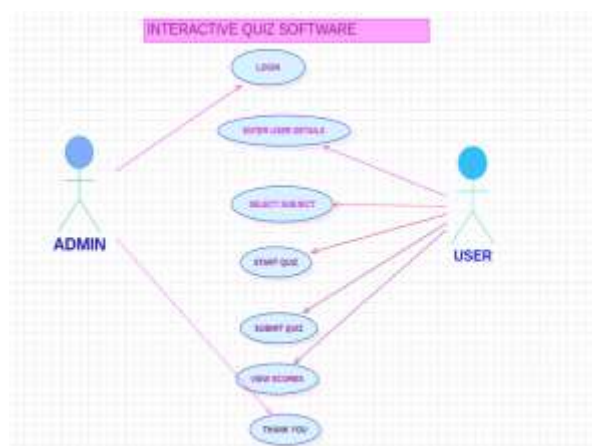 INTERACTIVE QUIZ SOFTWARE
LOGIN
ENTER USER DETAILS
SELECT SUBJECT
ADMIN
USER
START QUIZ
SUBMIT QUIZ
VIEW SCORES
THANK YOU